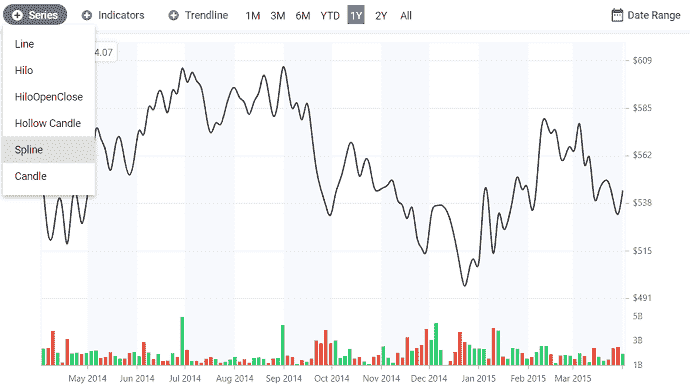 Series Indicators Trendline 1M 3M 6M YTD 1Y 2Y All Date Range
Line
4.07
Hilo
HiloOpenClose
Hollow Candle
Spline
Candle
$609
$585
$562
$538
$515
$491
5B
3B
1B
May 2014 Jun 2014 Jul 2014 Aug 2014 Sep 2014 Oct 2014 Nov 2014 Dec 2014 Jan 2015 Feb 2015 Mar 2015